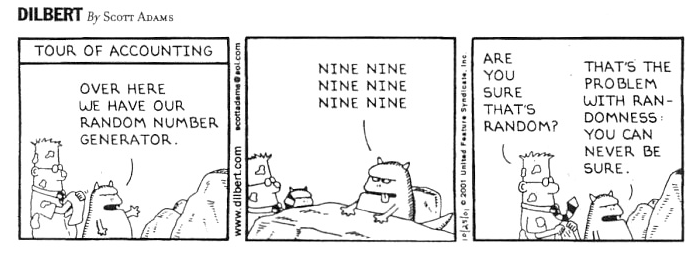 DILBERT By SCOTT ADAMS
TOUR OF ACCOUNTING
OVER HERE
WE HAVE OUR
RANDOM NUMBER
GENERATOR.
www.dilbert.com scottadams@aol.com
NINE NINE
NINE NINE
NINE NINE
10/25/01 © 2001 United Feature Syndicate, Inc.
ARE
YOU
SURE
THAT'S
RANDOM?
THAT'S THE
PROBLEM
WITH RAN-
DOMNESS:
YOU CAN
NEVER BE
SURE.